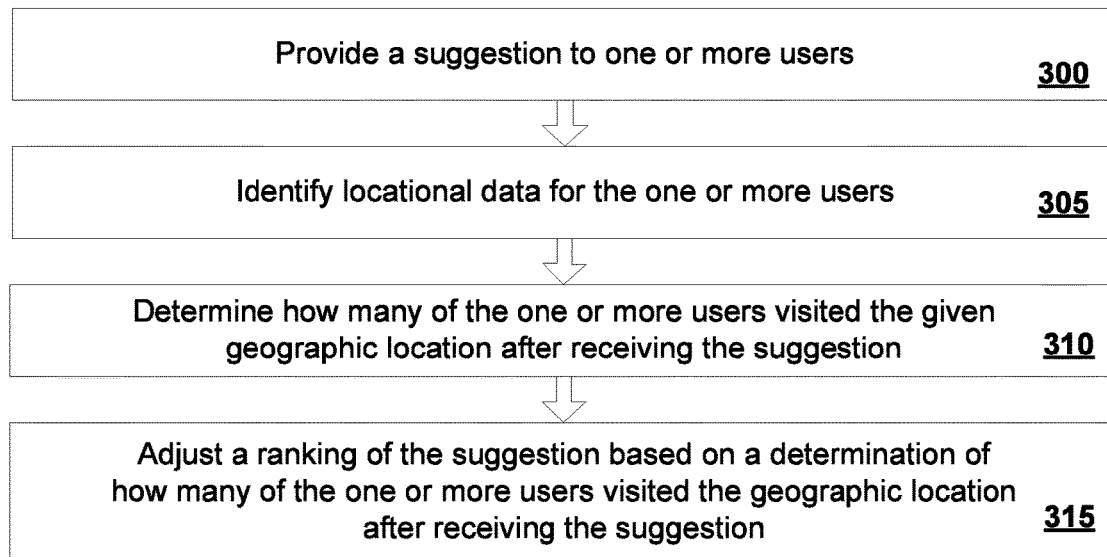 Provide a suggestion to one or more users
300
Identify locational data for the one or more users
305
Determine how many of the one or more users visited the given
geographic location after receiving the suggestion
310
Adjust a ranking of the suggestion based on a determination of
how many of the one or more users visited the geographic location
after receiving the suggestion
315